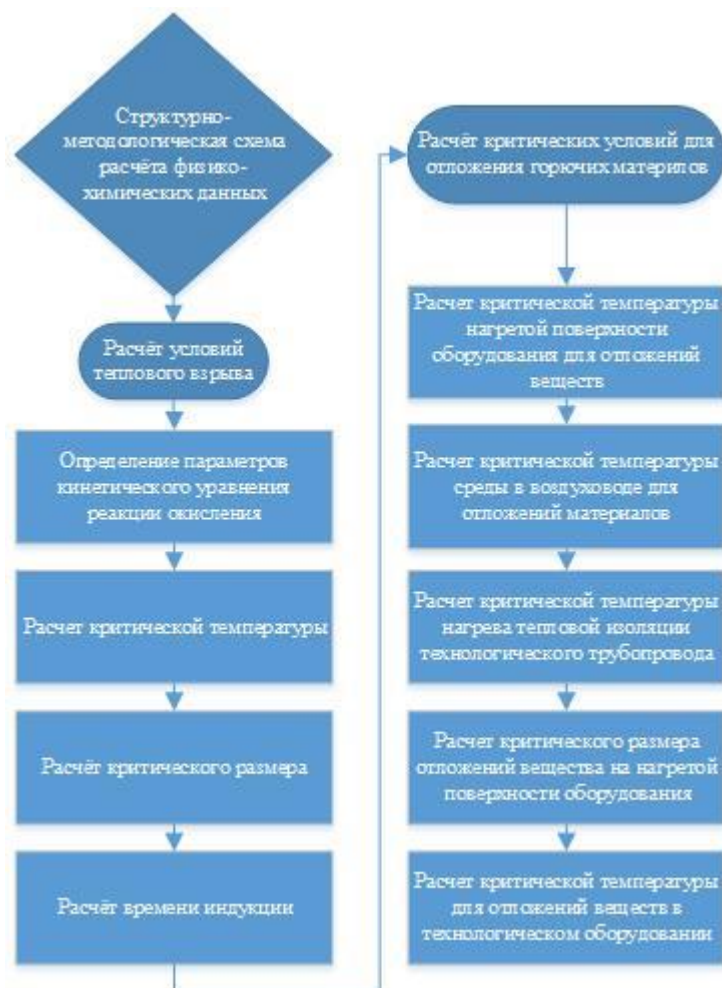 Структурно-
методологическая схема
расчёта физико-
химических данных
Расчёт условий
теплового взрыва
Определение параметров
кинетического уравнения
реакции окисления
Расчет критической температуры
Расчёт критического размера
Расчёт времени индукции
Расчёт критических условий для
отложения горючих материлов
Расчет критической температуры
нагретой поверхности
оборудования для отложений
веществ
Расчет критической температуры
среды в воздуховоде для
отложений материалов
Расчет критической температуры
нагрева тепловой изоляции
технологического трубопровода
Расчет критического размера
отложений вещества на нагретой
поверхности оборудования
Расчет критической температуры
для отложений веществ в
технологическом оборудовании